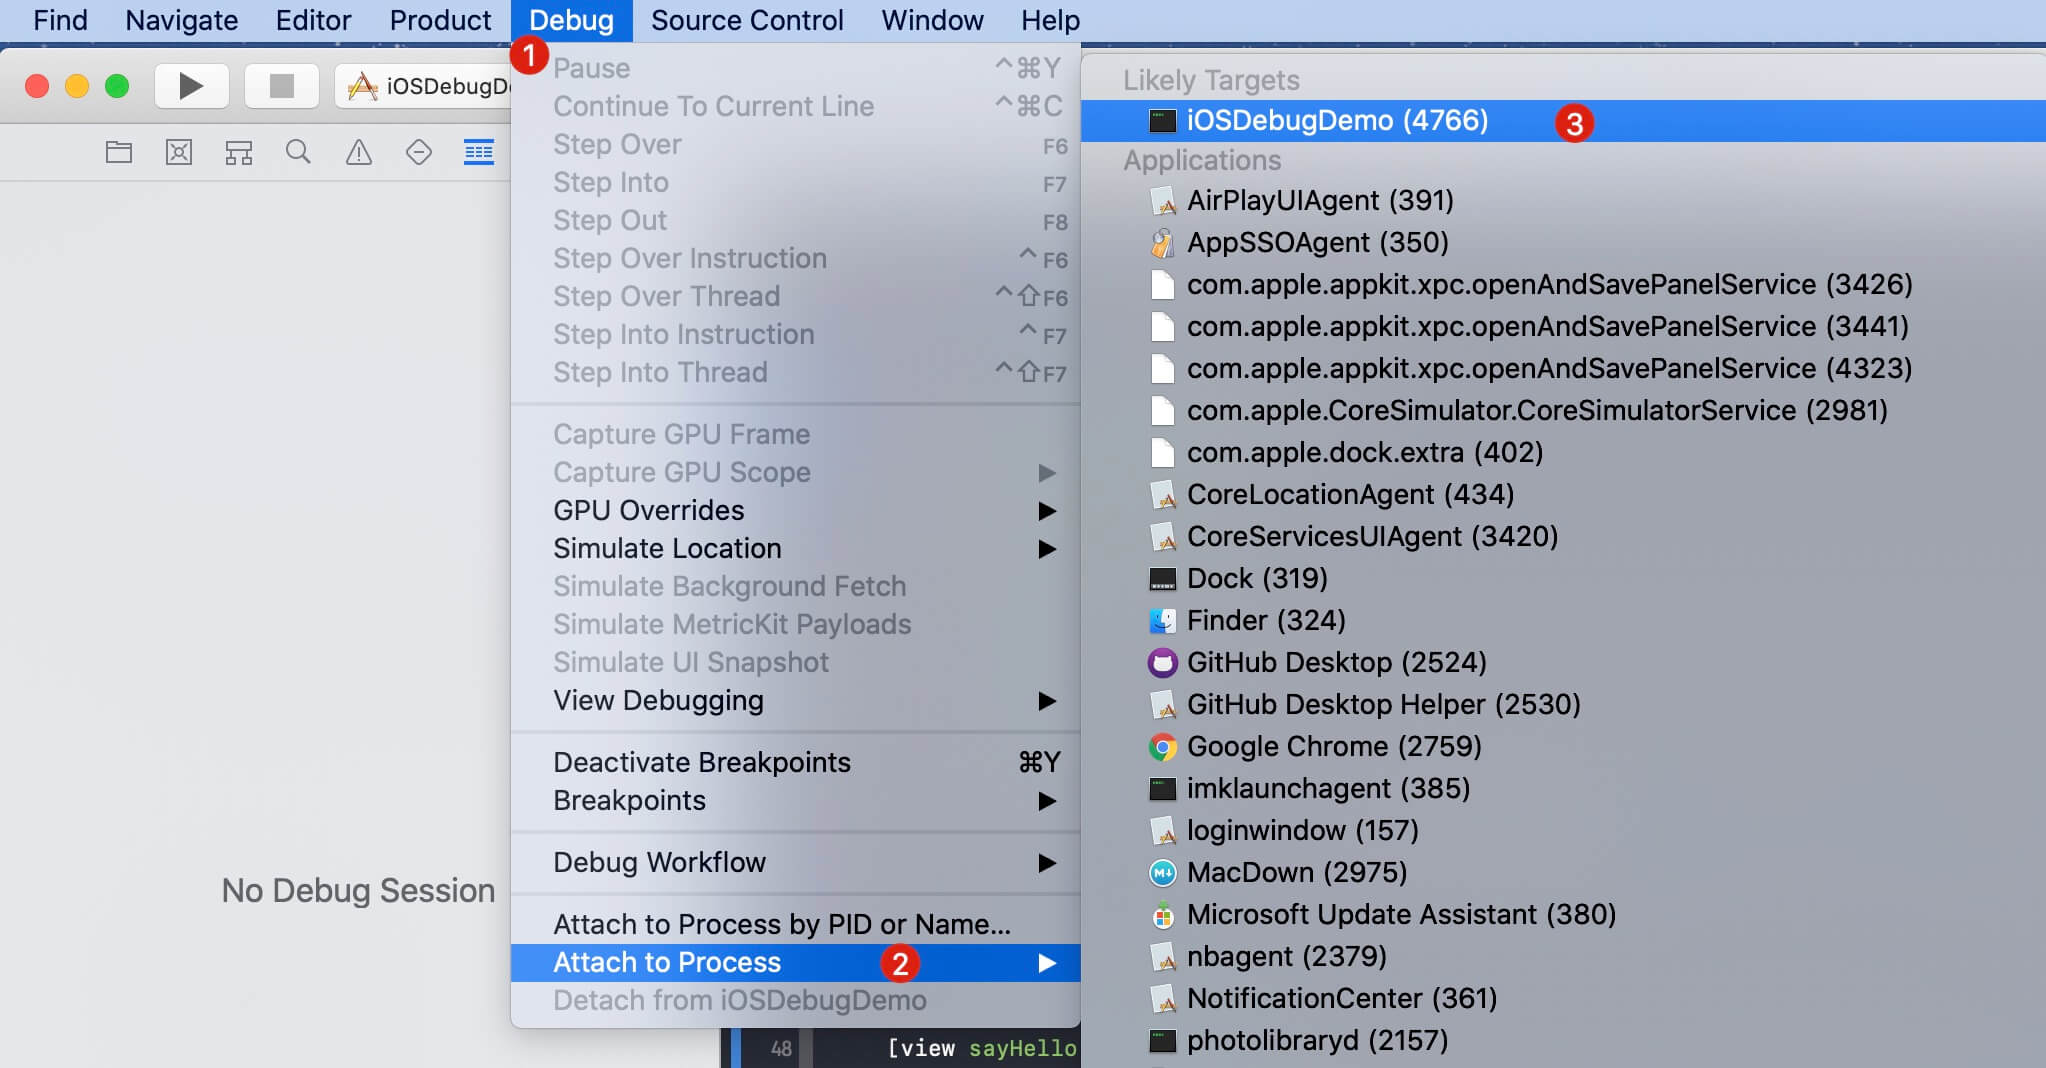 Find Navigate Editor Product Debug Source Control Window Help
1
iOSDebugD
No Debug Session
Pause ^⌘Y
Continue To Current Line ^⌘C
Step Over F6
Step Into F7
Step Out F8
Step Over Instruction ^F6
Step Over Thread ^⇧F6
Step Into Instruction ^F7
Step Into Thread ^⇧F7
Capture GPU Frame
Capture GPU Scope
GPU Overrides
Simulate Location
Simulate Background Fetch
Simulate MetricKit Payloads
Simulate UI Snapshot
View Debugging
Deactivate Breakpoints ⌘Y
Breakpoints
Debug Workflow
Attach to Process by PID or Name...
Attach to Process 2
Detach from iOSDebugDemo
48 [view sayHello
Likely Targets
iOSDebugDemo (4766) 3
Applications
AirPlayUIAgent (391)
AppSSOAgent (350)
com.apple.appkit.xpc.openAndSavePanelService (3426)
com.apple.appkit.xpc.openAndSavePanelService (3441)
com.apple.appkit.xpc.openAndSavePanelService (4323)
com.apple.CoreSimulator.CoreSimulatorService (2981)
com.apple.dock.extra (402)
CoreLocationAgent (434)
CoreServicesUIAgent (3420)
Dock (319)
Finder (324)
GitHub Desktop (2524)
GitHub Desktop Helper (2530)
Google Chrome (2759)
imklaunchagent (385)
loginwindow (157)
MacDown (2975)
Microsoft Update Assistant (380)
nbagent (2379)
NotificationCenter (361)
photolibraryd (2157)